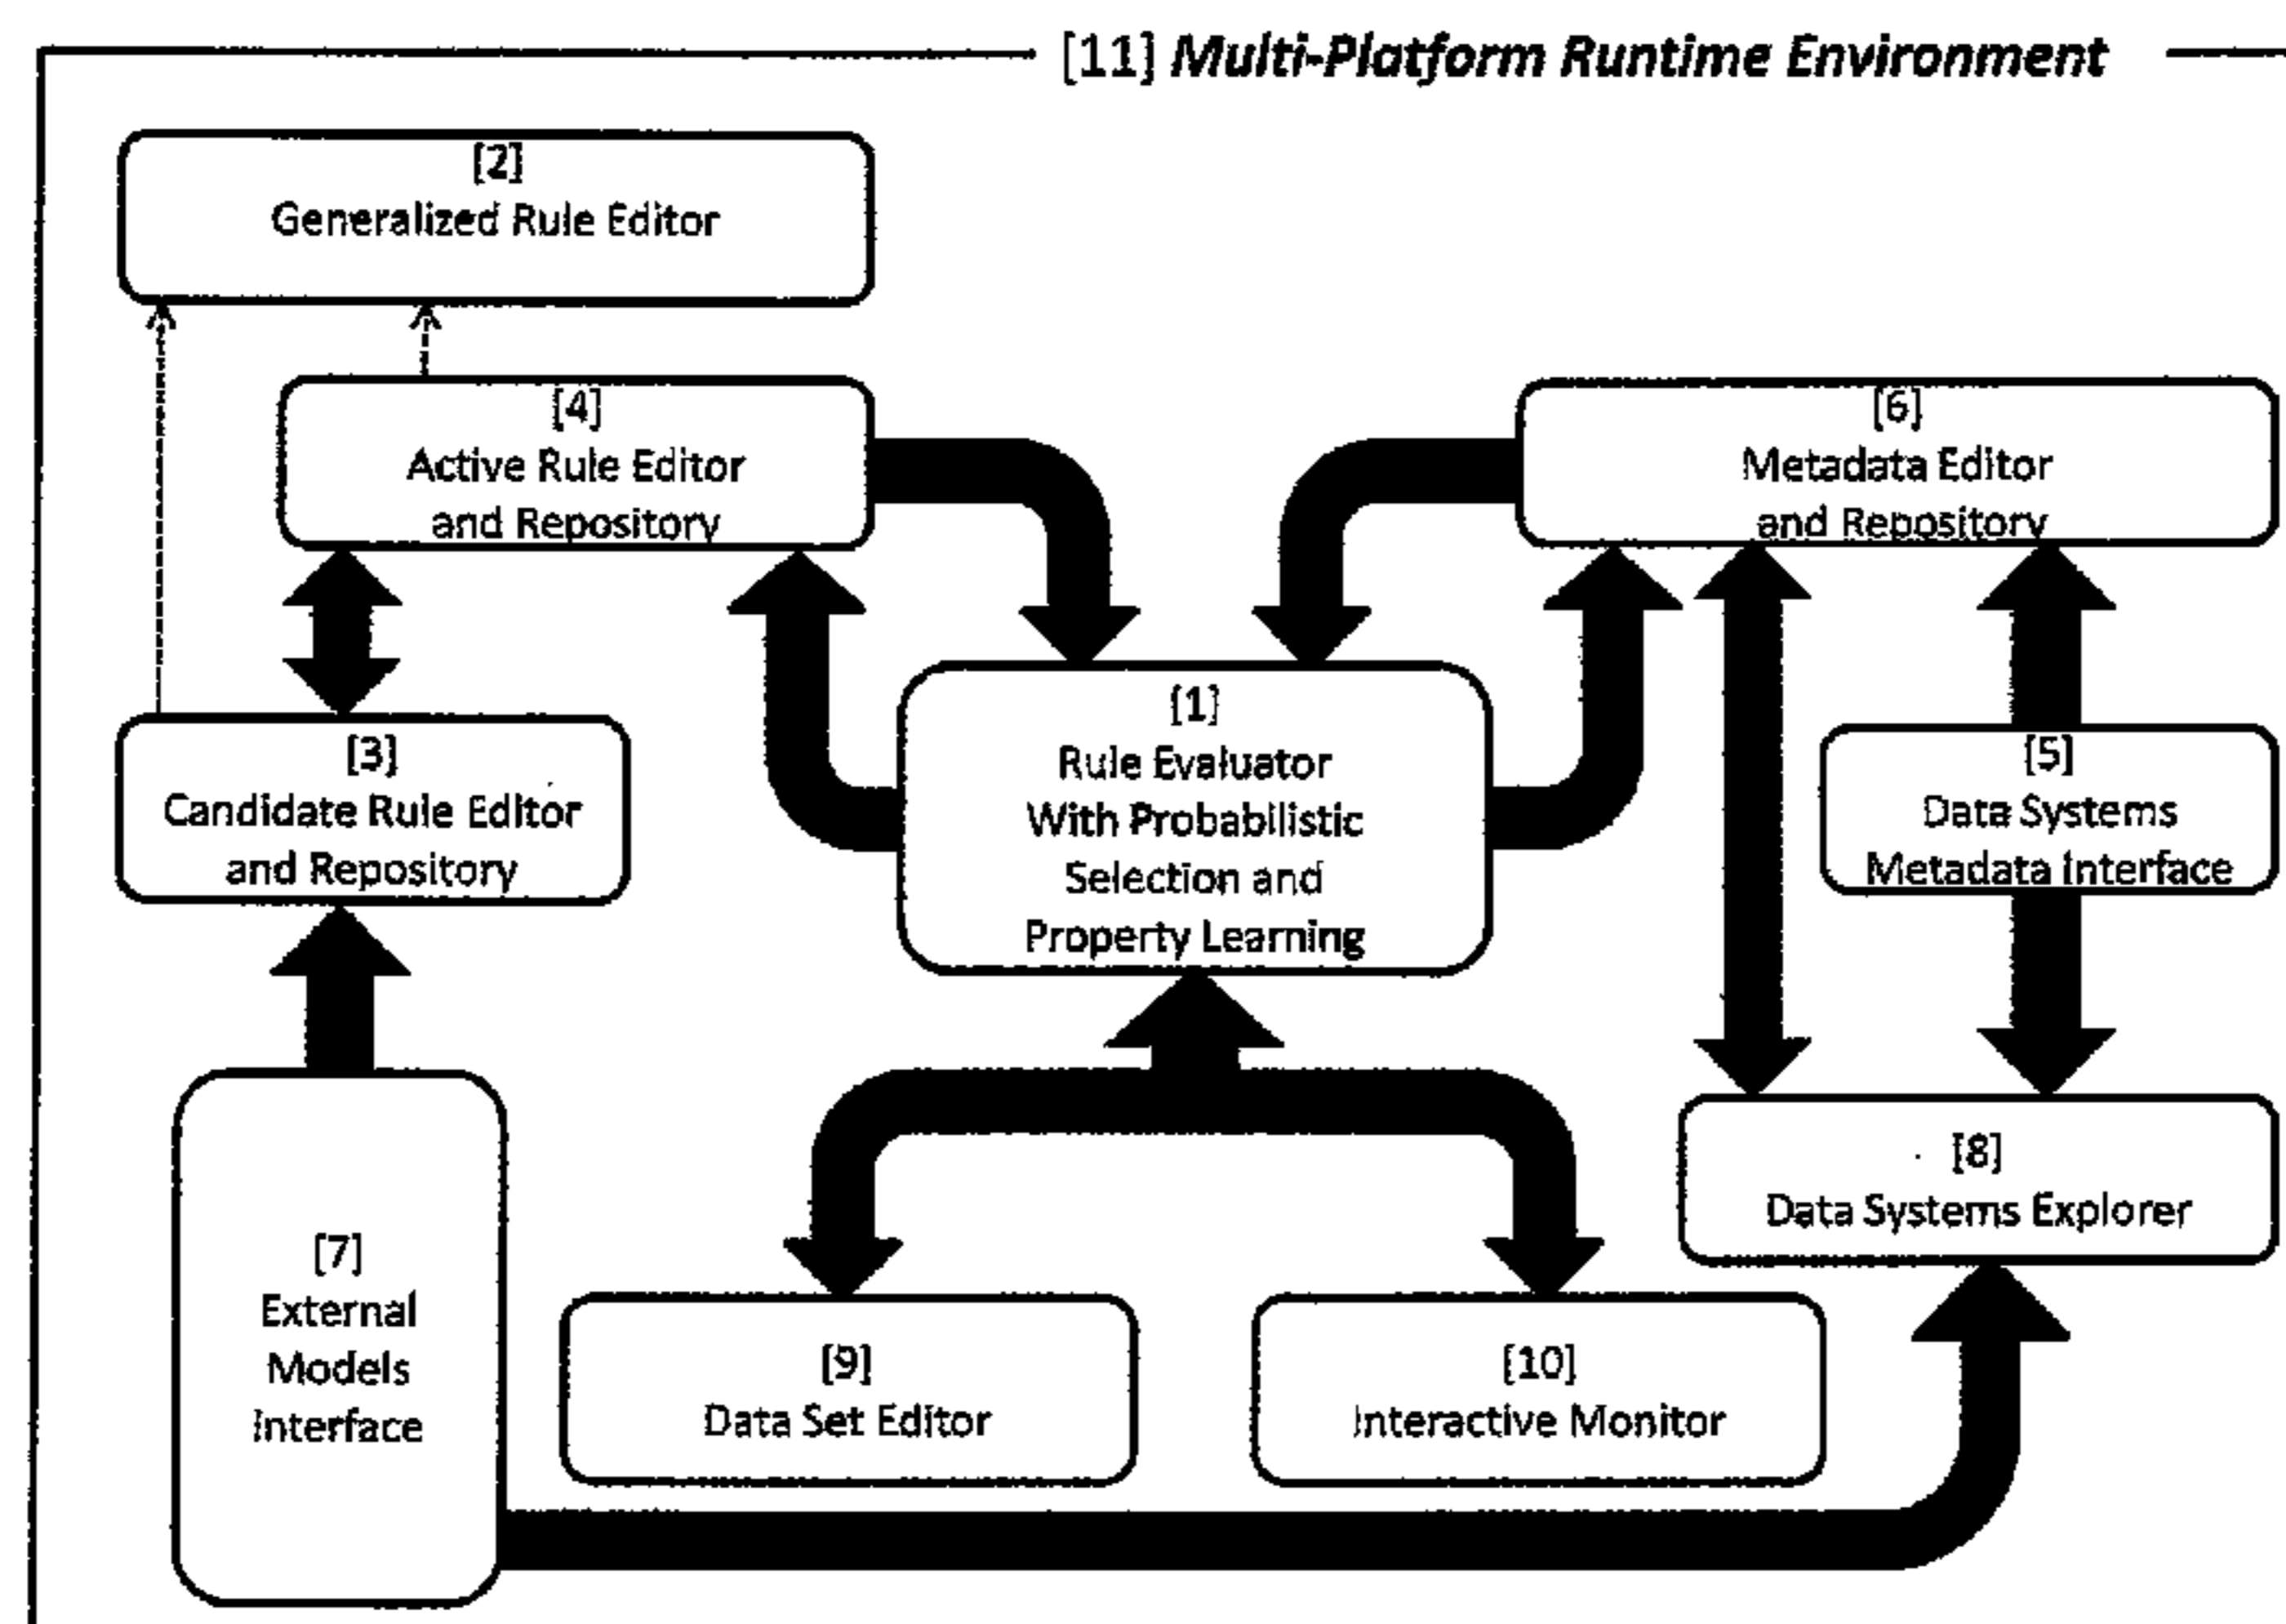 [11] Multi-Platform Runtime Environment
[2]
Generalized Rule Editor
[4]
Active Rule Editor
and Repository
[6]
Metadata Editor
and Repository
[1]
Rule Evaluator
With Probabilistic
Selection and
Property Learning
[3]
Candidate Rule Editor
and Repository
[5]
Data Systems
Metadata Interface
[8]
Data Systems Explorer
[7]
External
Models
Interface
[9]
Data Set Editor
[10]
Interactive Monitor